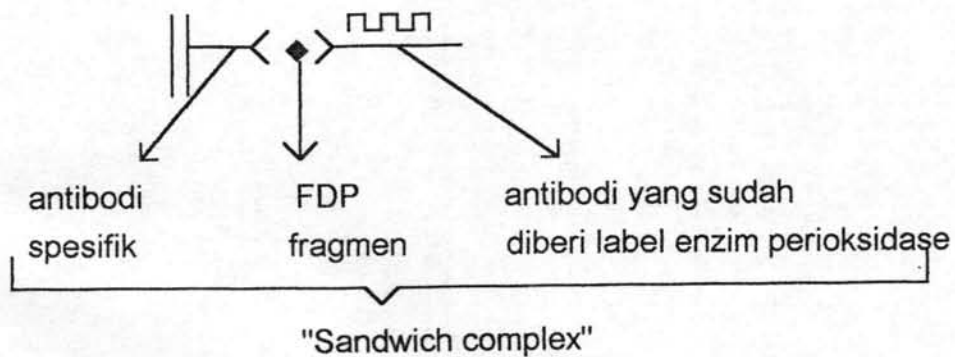 antibodi FDP antibodi yang sudah
spesifik fragmen diberi label enzim perioksidase
"Sandwich complex"